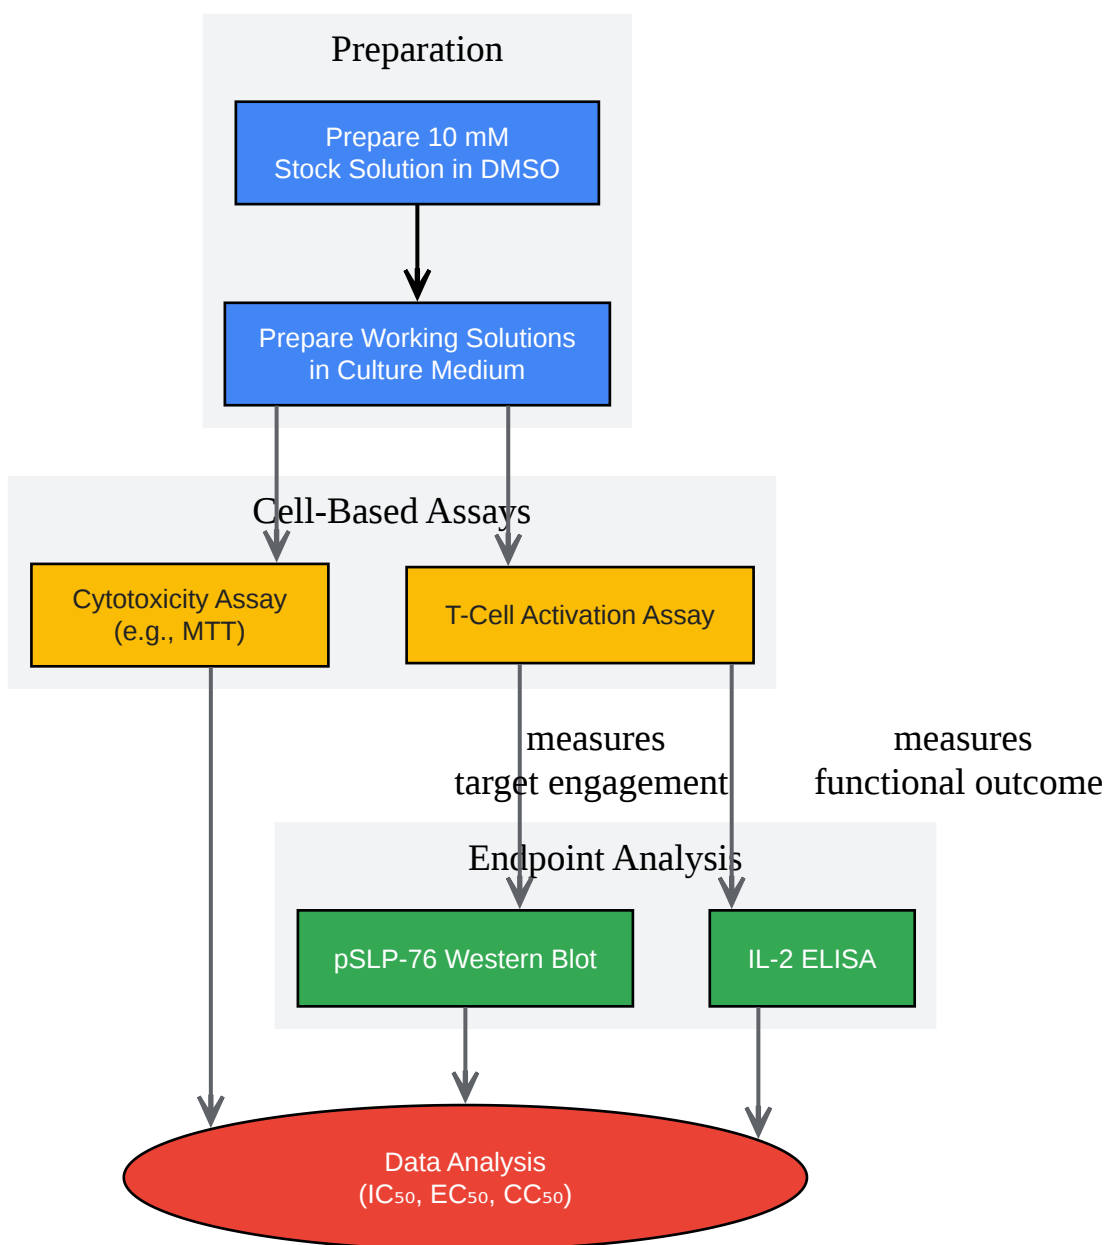 Preparation
Prepare 10 mM
Stock Solution in DMSO
Prepare Working Solutions
in Culture Medium
Cell-Based Assays
Cytotoxicity Assay
(e.g., MTT)
T-Cell Activation Assay
measures
target engagement
measures
functional outcome
Endpoint Analysis
pSLP-76 Western Blot
IL-2 ELISA
Data Analysis
(IC₅₀, EC₅₀, CC₅₀)